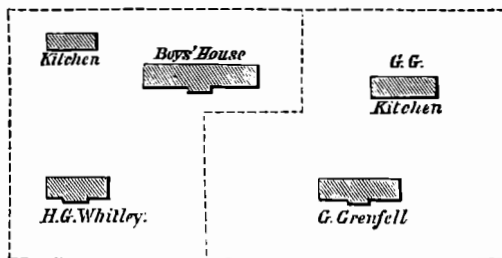 Kitchen
Boys' House
G. G.
Kitchen
H. G. Whitley.
G. Grenfell